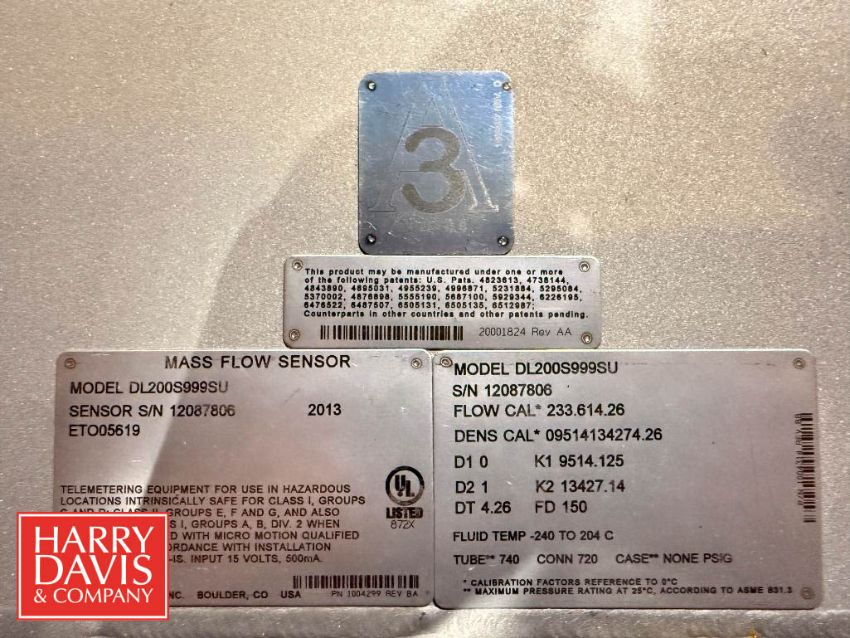 A
3
This product may be manufactured under one or more
of the following patents: U.S. Pats. 4823613, 4738144,
4843890, 4895031, 4955239, 4996871, 5231884, 5295084,
5370002, 4876898, 5555190, 5687100, 5929344, 6226195,
6476522, 6487507, 6505131, 6505135, 6512987;
Counterparts in other countries and other patents pending.
20001824 Rev AA
MASS FLOW SENSOR
MODEL DL200S999SU
SENSOR S/N 12087806 2013
ETO05619
TELEMETERING EQUIPMENT FOR USE IN HAZARDOUS
LOCATIONS INTRINSICALLY SAFE FOR CLASS I, GROUPS
E, F AND G, AND ALSO
I, GROUPS A, B, DIV. 2 WHEN
WITH MICRO MOTION QUALIFIED
WITH INSTALLATION
INPUT 15 VOLTS, 500mA.
UL
LISTED
872X
BOULDER, CO USA
PN 1004299 REV BA
MODEL DL200S999SU
S/N 12087806
FLOW CAL* 233.614.26
DENS CAL* 09514134274.26
D1 0 K1 9514.125
D2 1 K2 13427.14
DT 4.26 FD 150
FLUID TEMP -240 TO 204 C
TUBE** 740 CONN 720 CASE** NONE PSIG
* CALIBRATION FACTORS REFERENCE TO 0°C
** MAXIMUM PRESSURE RATING AT 25°C, ACCORDING TO ASME B31.3
HARRY
DAVIS
& COMPANY